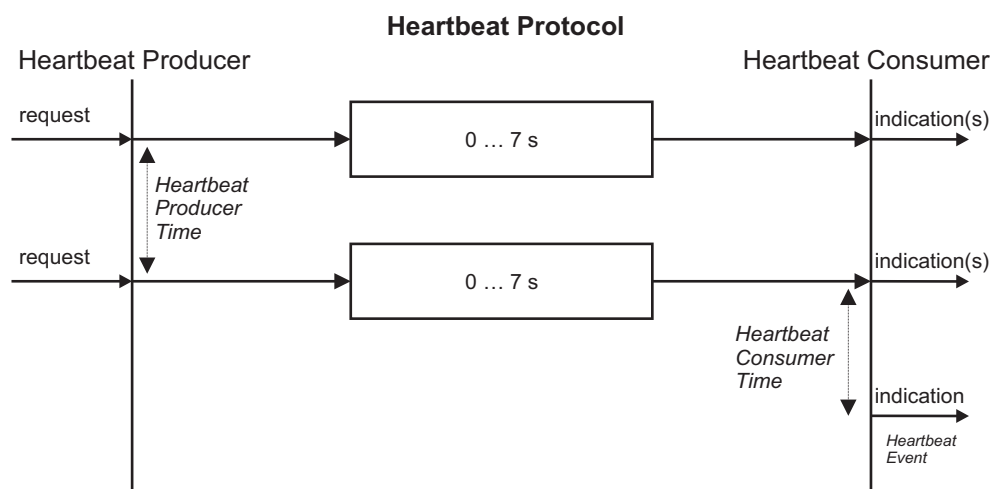 Heartbeat Protocol
Heartbeat Producer
Heartbeat Consumer
request
0 … 7 s
indication(s)
Heartbeat
Producer
Time
request
0 … 7 s
indication(s)
Heartbeat
Consumer
Time
indication
Heartbeat
Event